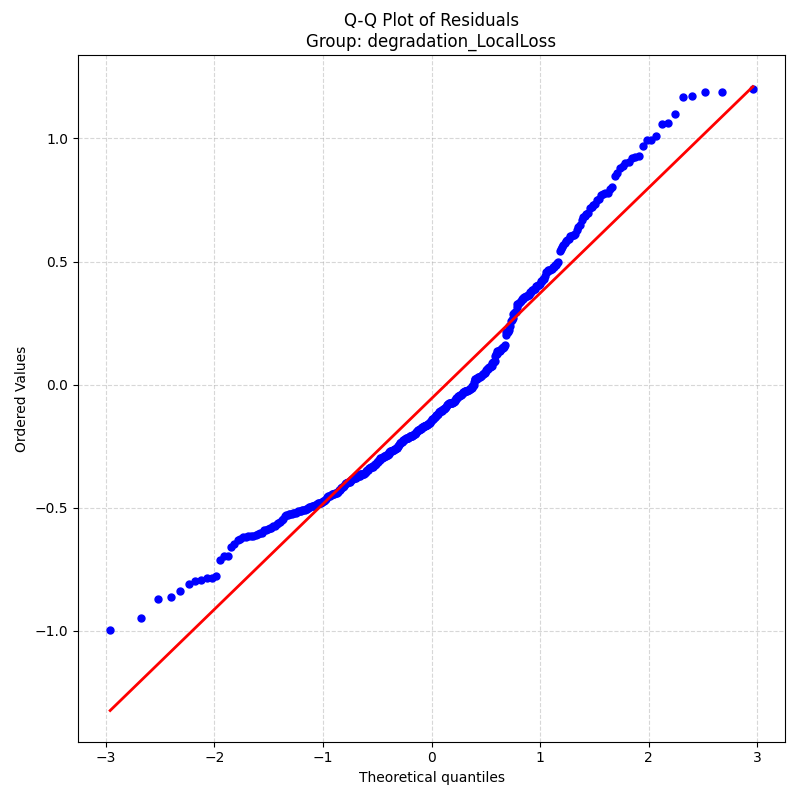 Q-Q Plot of Residuals
Group: degradation_LocalLoss
Ordered Values
1.0
0.5
0.0
−0.5
−1.0
−3 −2 −1 0 1 2 3
Theoretical quantiles